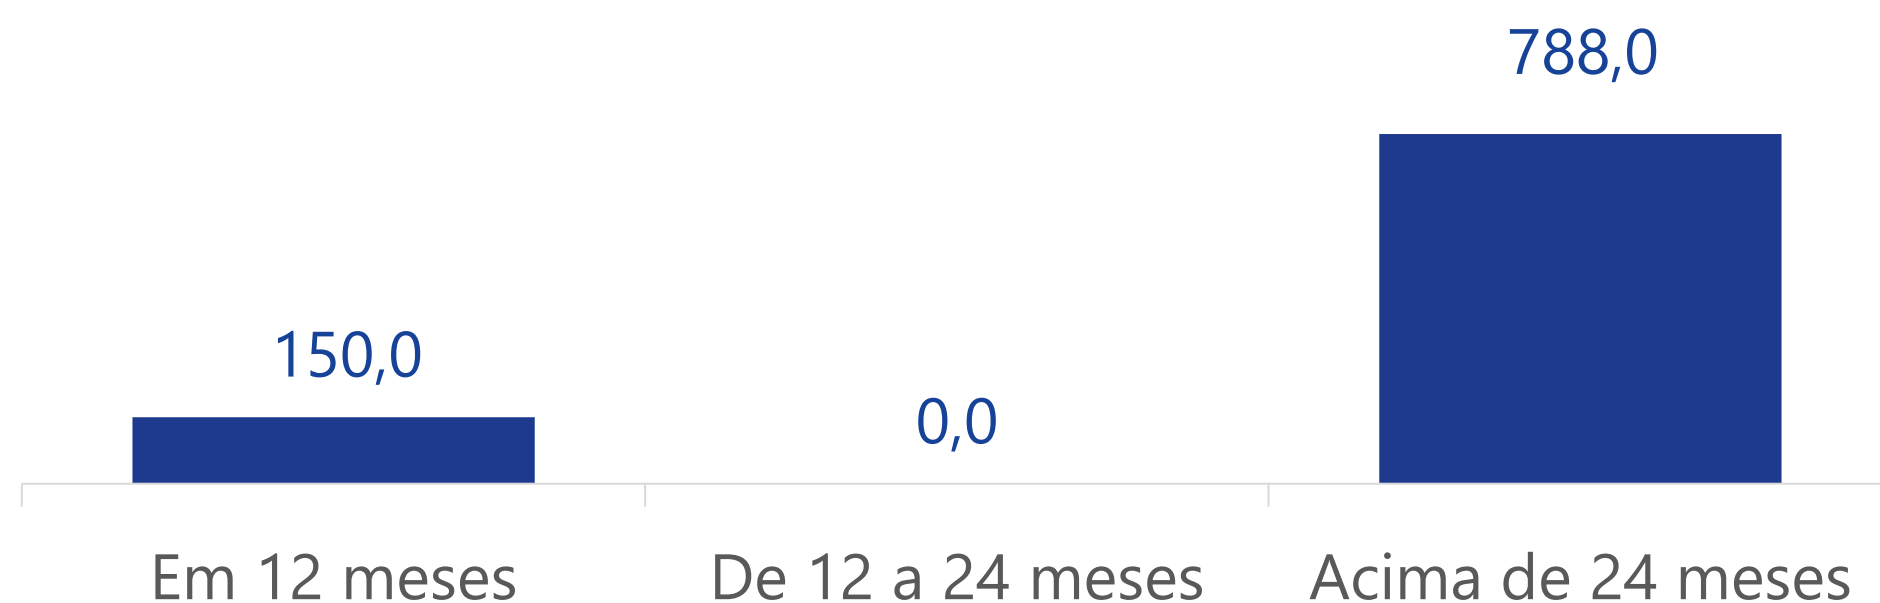 788,0
150,0
0,0
Em 12 meses
De 12 a 24 meses
Acima de 24 meses